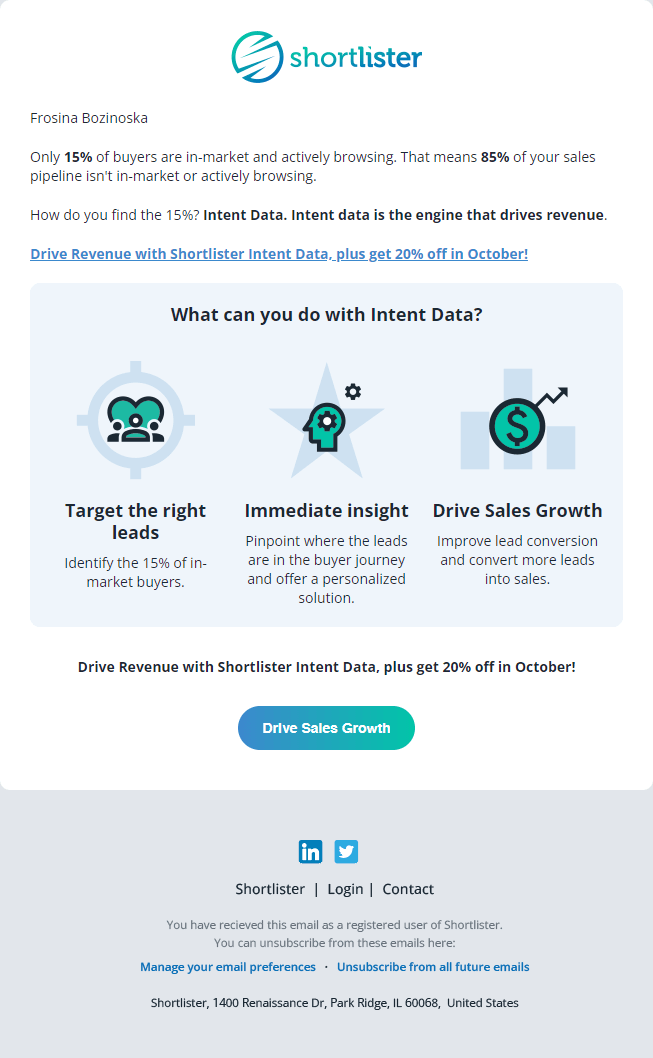 shortlister
Frosina Bozinoska
Only 15% of buyers are in-market and actively browsing. That means 85% of your sales
pipeline isn't in-market or actively browsing.
How do you find the 15%? Intent Data. Intent data is the engine that drives revenue.
Drive Revenue with Shortlister Intent Data, plus get 20% off in October!
What can you do with Intent Data?
Target the right
leads
Identify the 15% of in-
market buyers.
Immediate insight
Pinpoint where the leads
are in the buyer journey
and offer a personalized
solution.
Drive Sales Growth
Improve lead conversion
and convert more leads
into sales.
Drive Revenue with Shortlister Intent Data, plus get 20% off in October!
Drive Sales Growth
Shortlister | Login | Contact
You have recieved this email as a registered user of Shortlister.
You can unsubscribe from these emails here:
Manage your email preferences · Unsubscribe from all future emails
Shortlister, 1400 Renaissance Dr, Park Ridge, IL 60068, United States